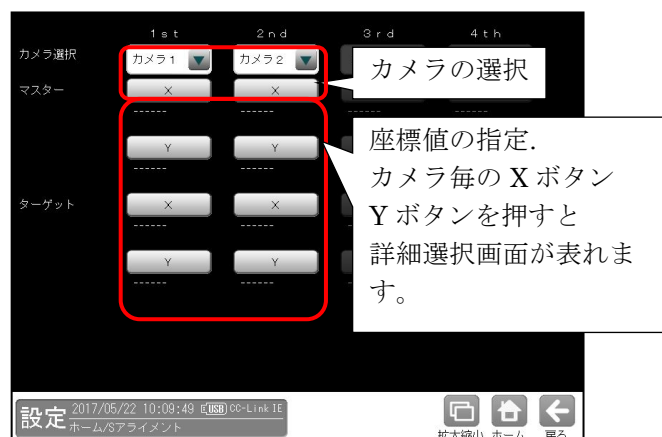 1st 2nd 3rd 4th
カメラ選択 カメラ1 カメラ2
カメラの選択
マスター X X
------ ------ ------ ------
Y Y
------ ------
ターゲット X X
------ ------
Y Y
------ ------
座標値の指定.
カメラ毎の X ボタン
Y ボタンを押すと
詳細選択画面が表れま
す。
設定 2017/05/22 10:09:49 USB CC-Link IE
ホーム/Sアライメント
拡大縮小 ホーム 戻る